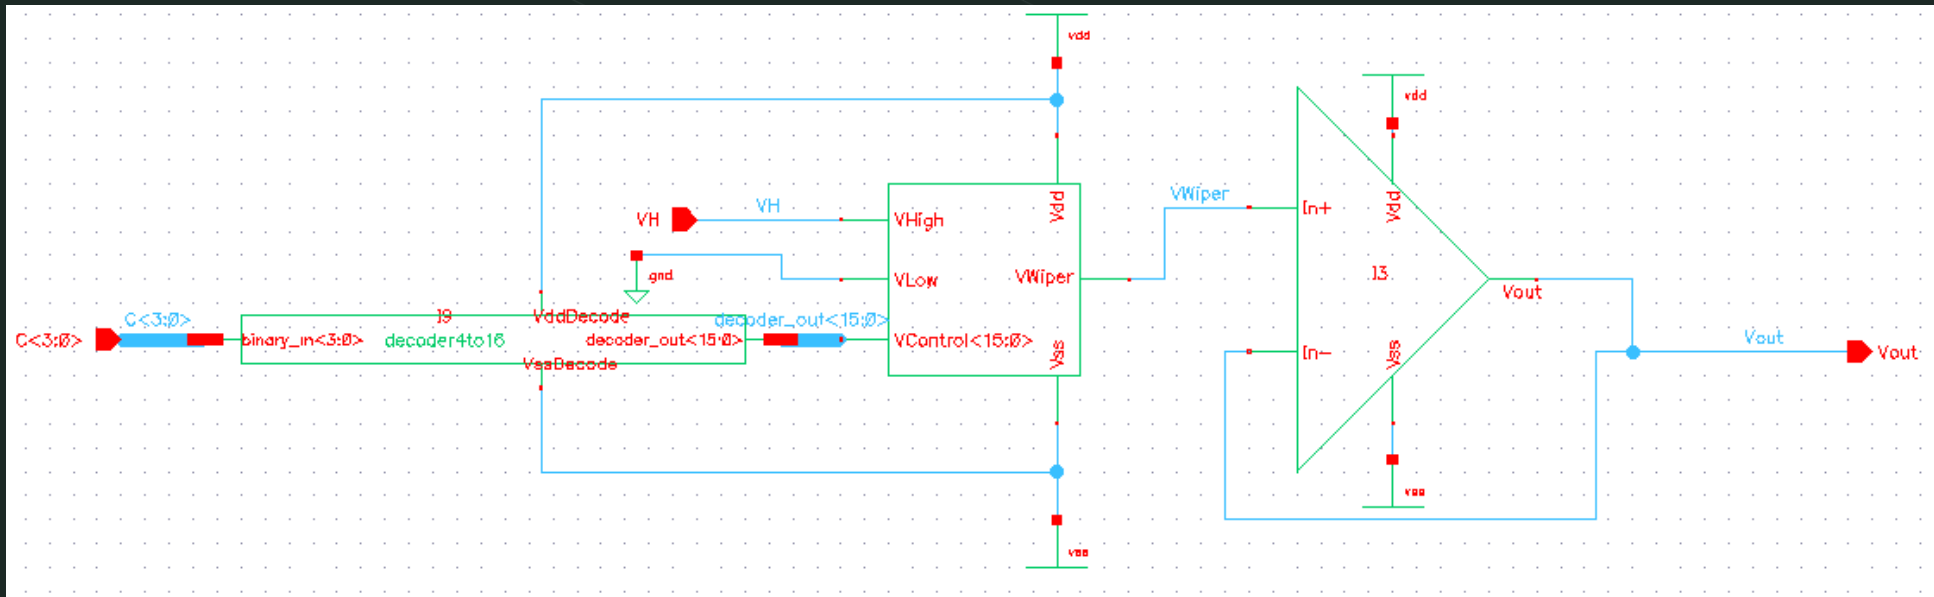 vdd
vdd
VH
VH
VHigh
Vdd
VWiper
In+
Vdd
gnd
VLow
VWiper
I3
Vout
C<3:0>
C<3:0>
binary_in<3:0>
I9
decoder4to16
VddDecode
decoder_out<15:0>
VssDecode
decoder_out<15:0>
VControl<15:0>
Vss
In-
Vss
Vout
Vout
vss
vss